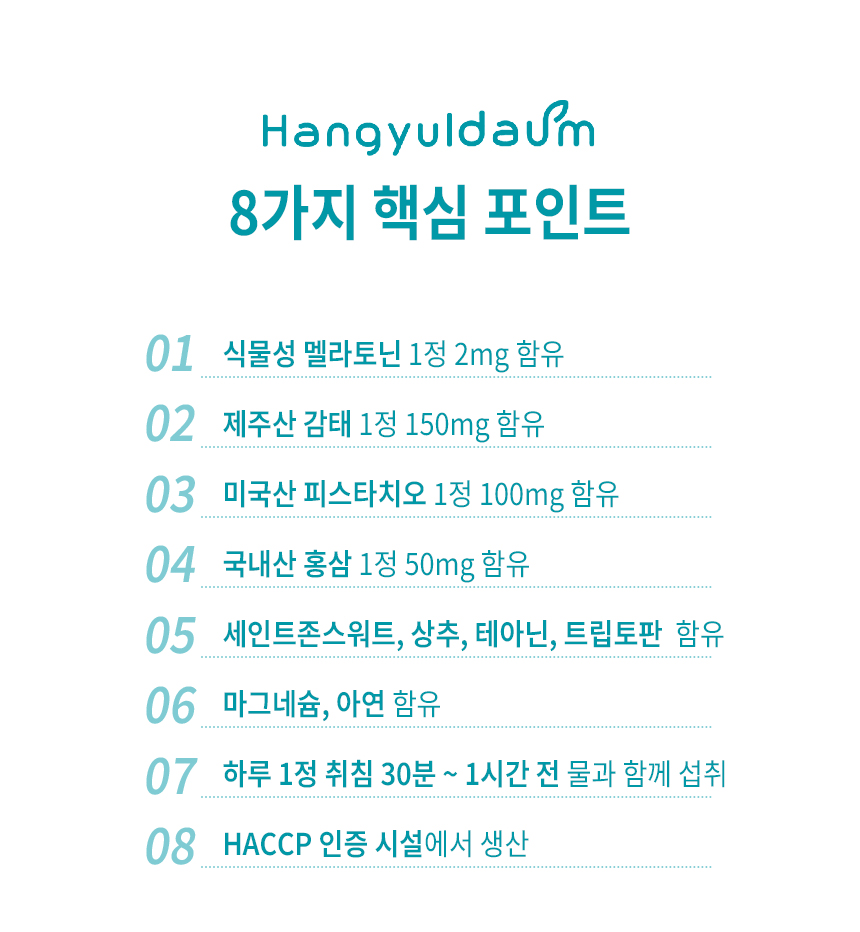 Hangyuldaum
8가지 핵심 포인트
01 식물성 멜라토닌 1정 2mg 함유
02 제주산 감태 1정 150mg 함유
03 미국산 피스타치오 1정 100mg 함유
04 국내산 홍삼 1정 50mg 함유
05 세인트존스워트, 상추, 테아닌, 트립토판 함유
06 마그네슘, 아연 함유
07 하루 1정 취침 30분 ~ 1시간 전 물과 함께 섭취
08 HACCP 인증 시설에서 생산